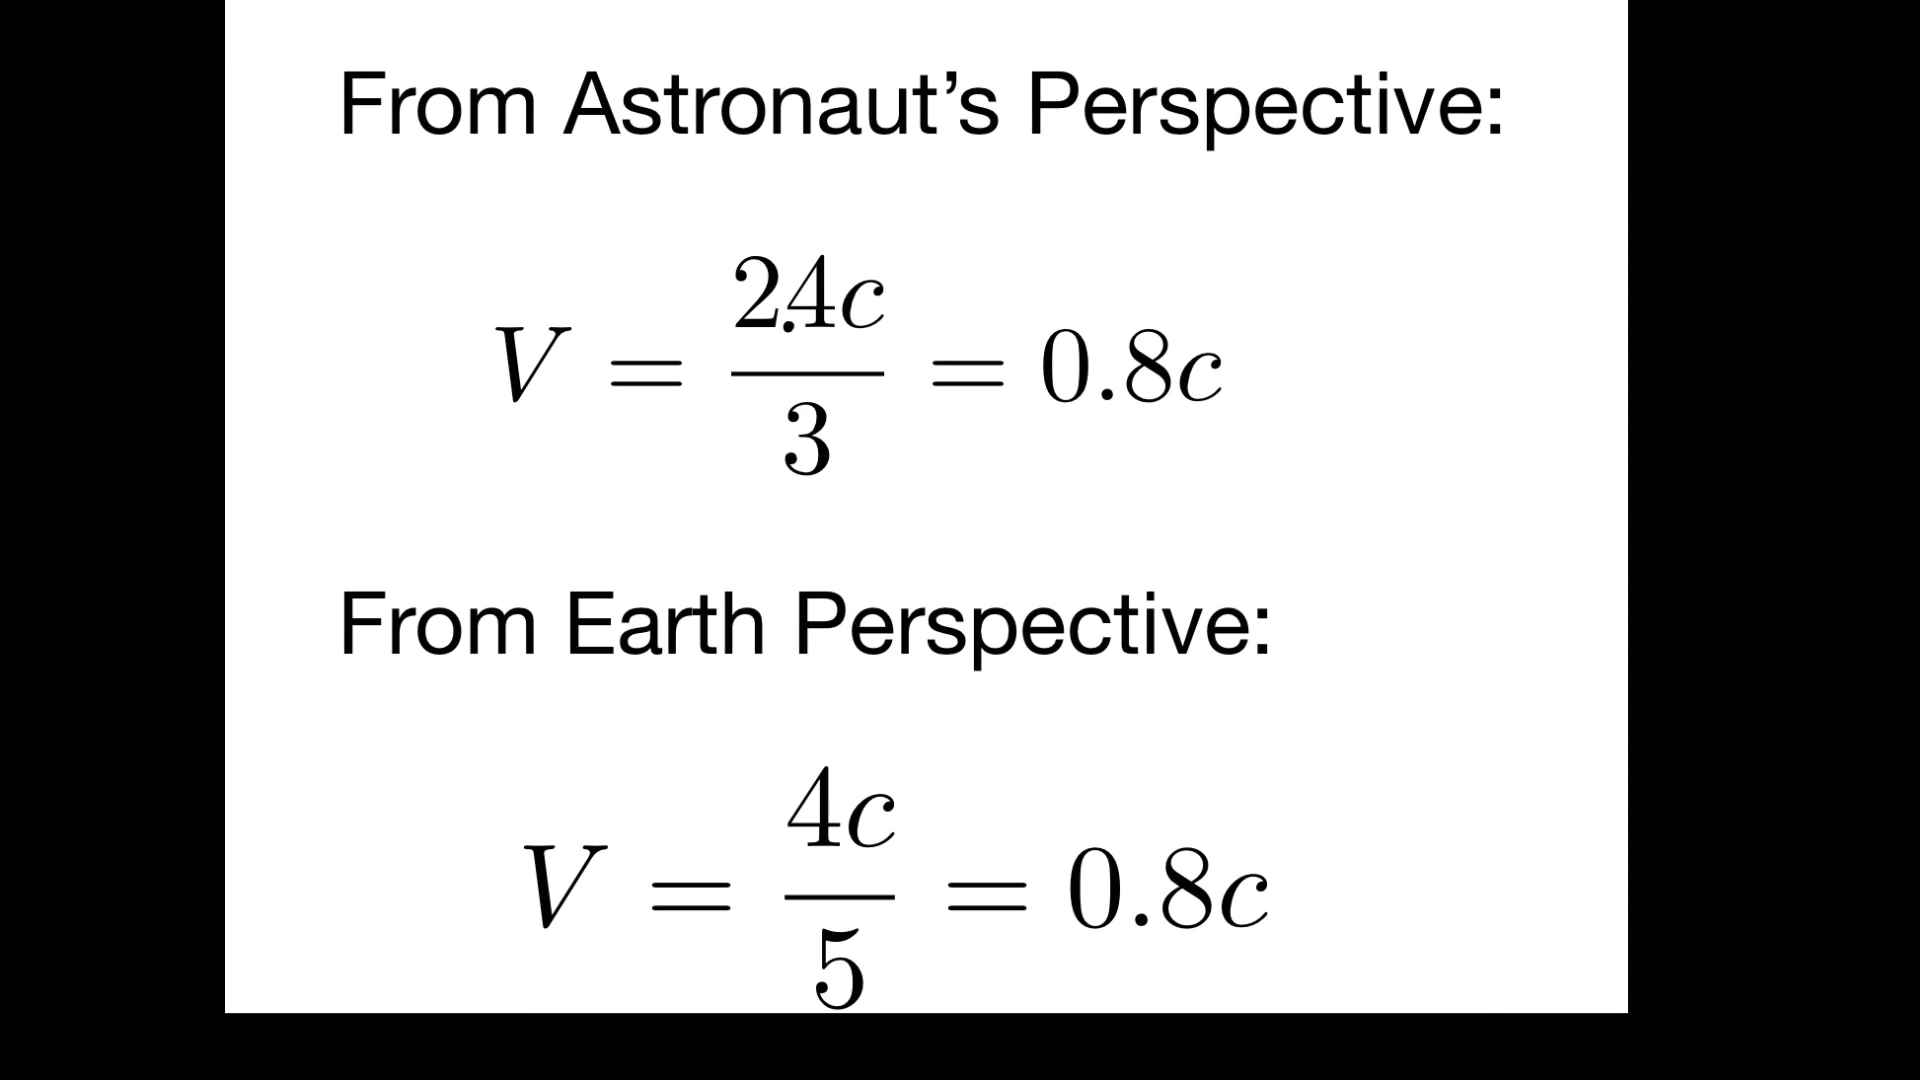 From Astronaut’s Perspective:
V = 2.4c / 3 = 0.8c
From Earth Perspective:
V = 4c / 5 = 0.8c